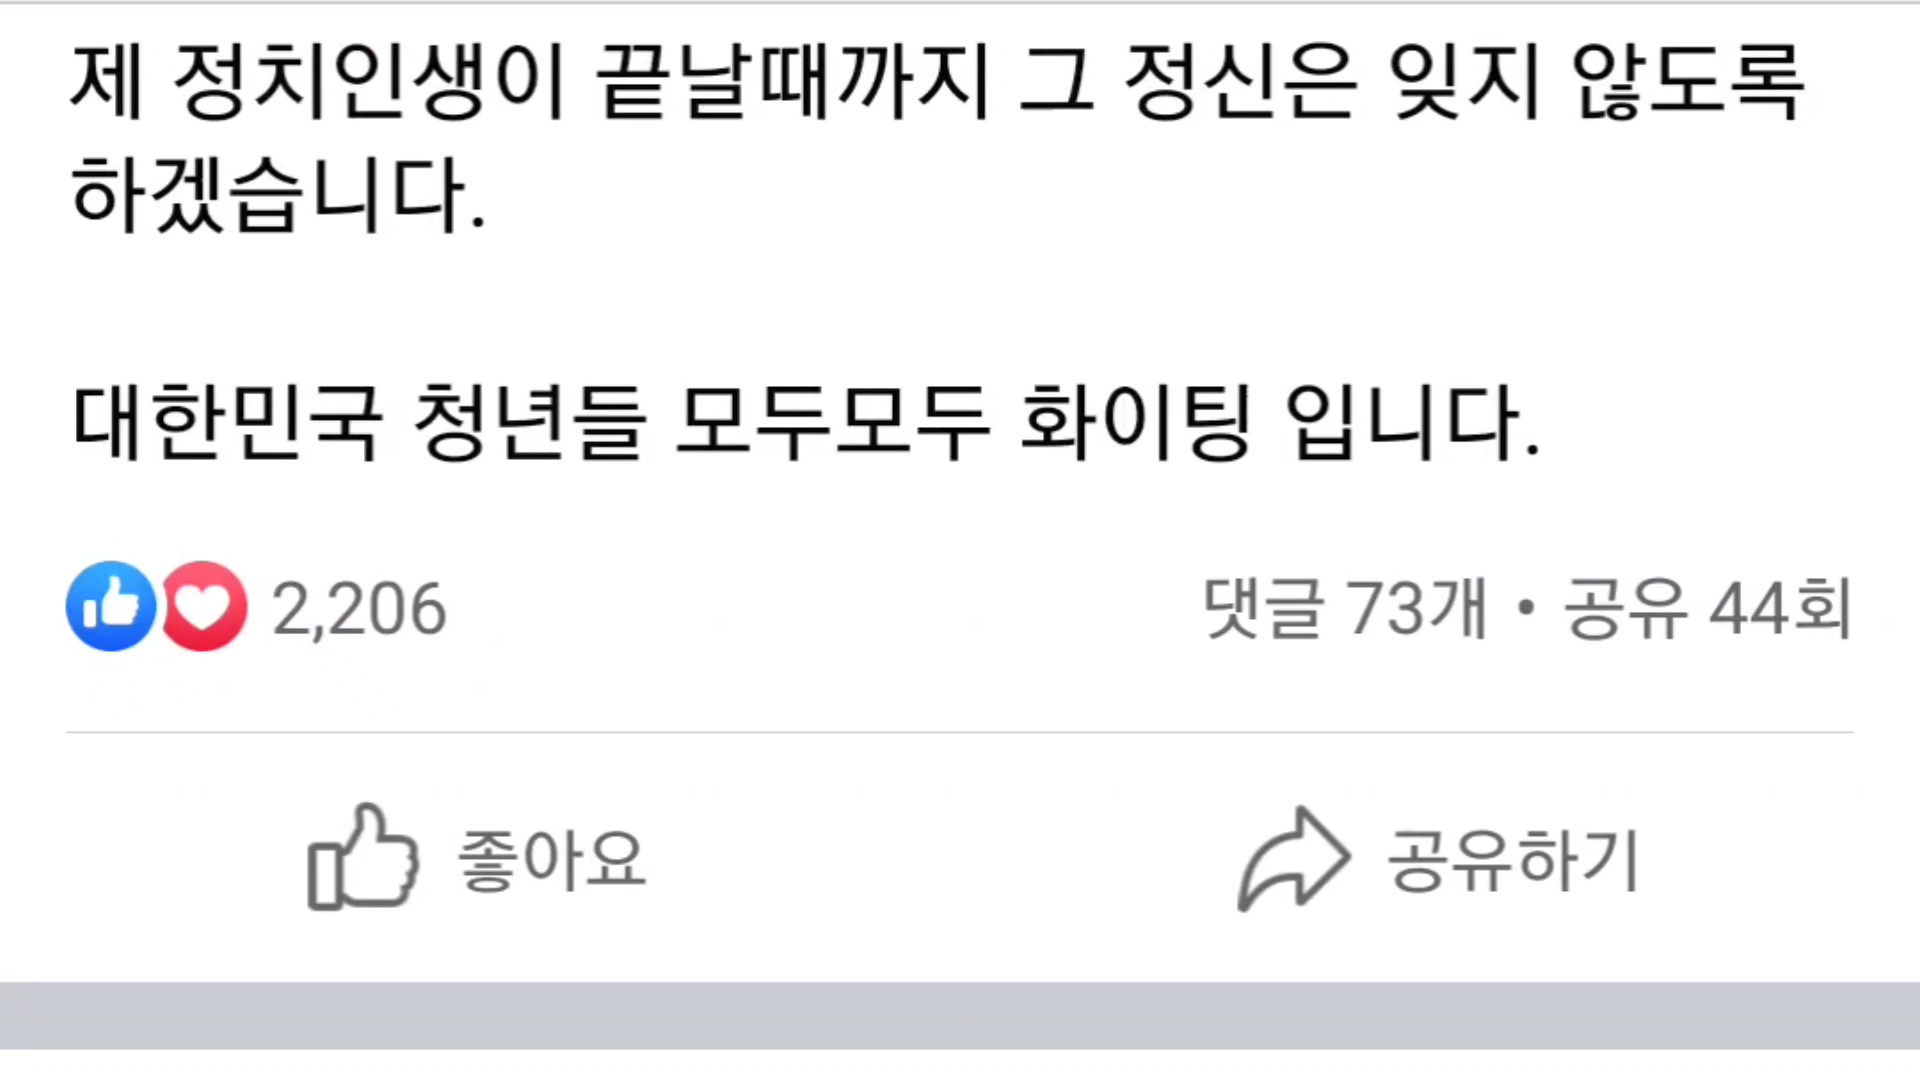 제 정치인생이 끝날때까지 그 정신은 잊지 않도록
하겠습니다.
대한민국 청년들 모두모두 화이팅 입니다.
2,206 댓글 73개 • 공유 44회
좋아요 공유하기